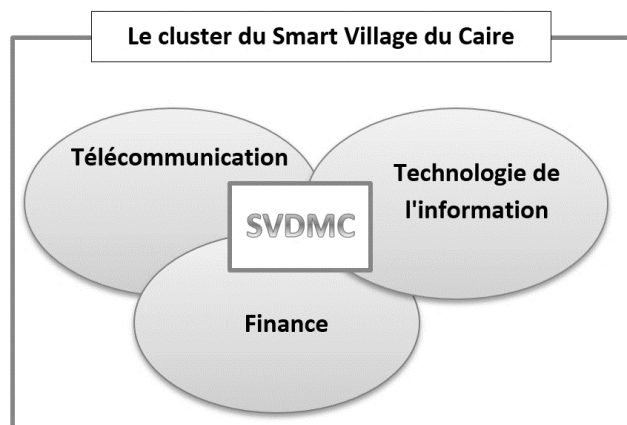 Le cluster du Smart Village du Caire
Télécommunication
Technologie de
l'information
SVDMC
Finance